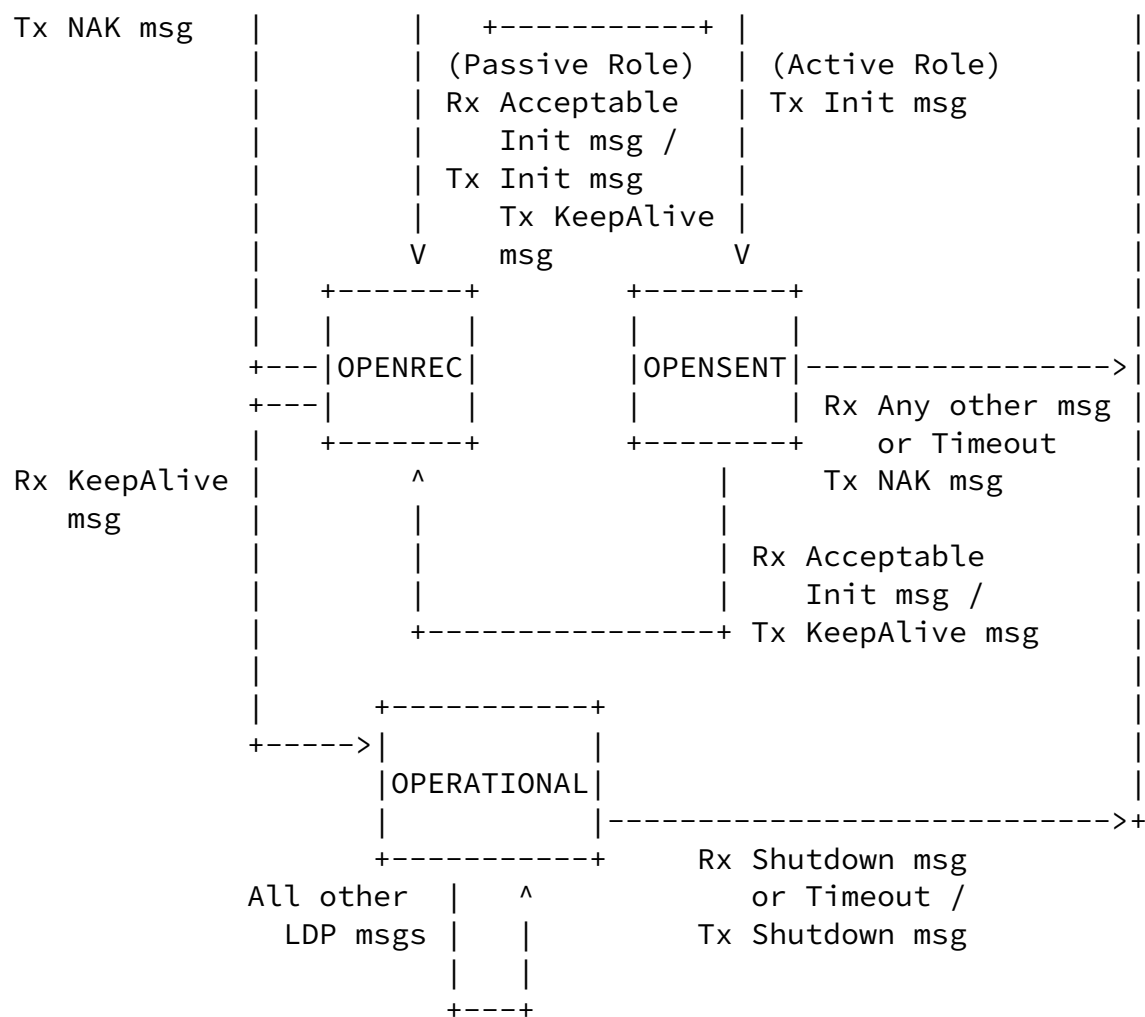 Tx NAK msg
(Passive Role) (Active Role)
Rx Acceptable Tx Init msg
Init msg /
Tx Init msg
Tx KeepAlive
msg
OPENREC OPENSENT
Rx Any other msg
or Timeout
Rx KeepAlive Tx NAK msg
msg
Rx Acceptable
Init msg /
Tx KeepAlive msg
OPERATIONAL
Rx Shutdown msg
All other or Timeout /
LDP msgs Tx Shutdown msg